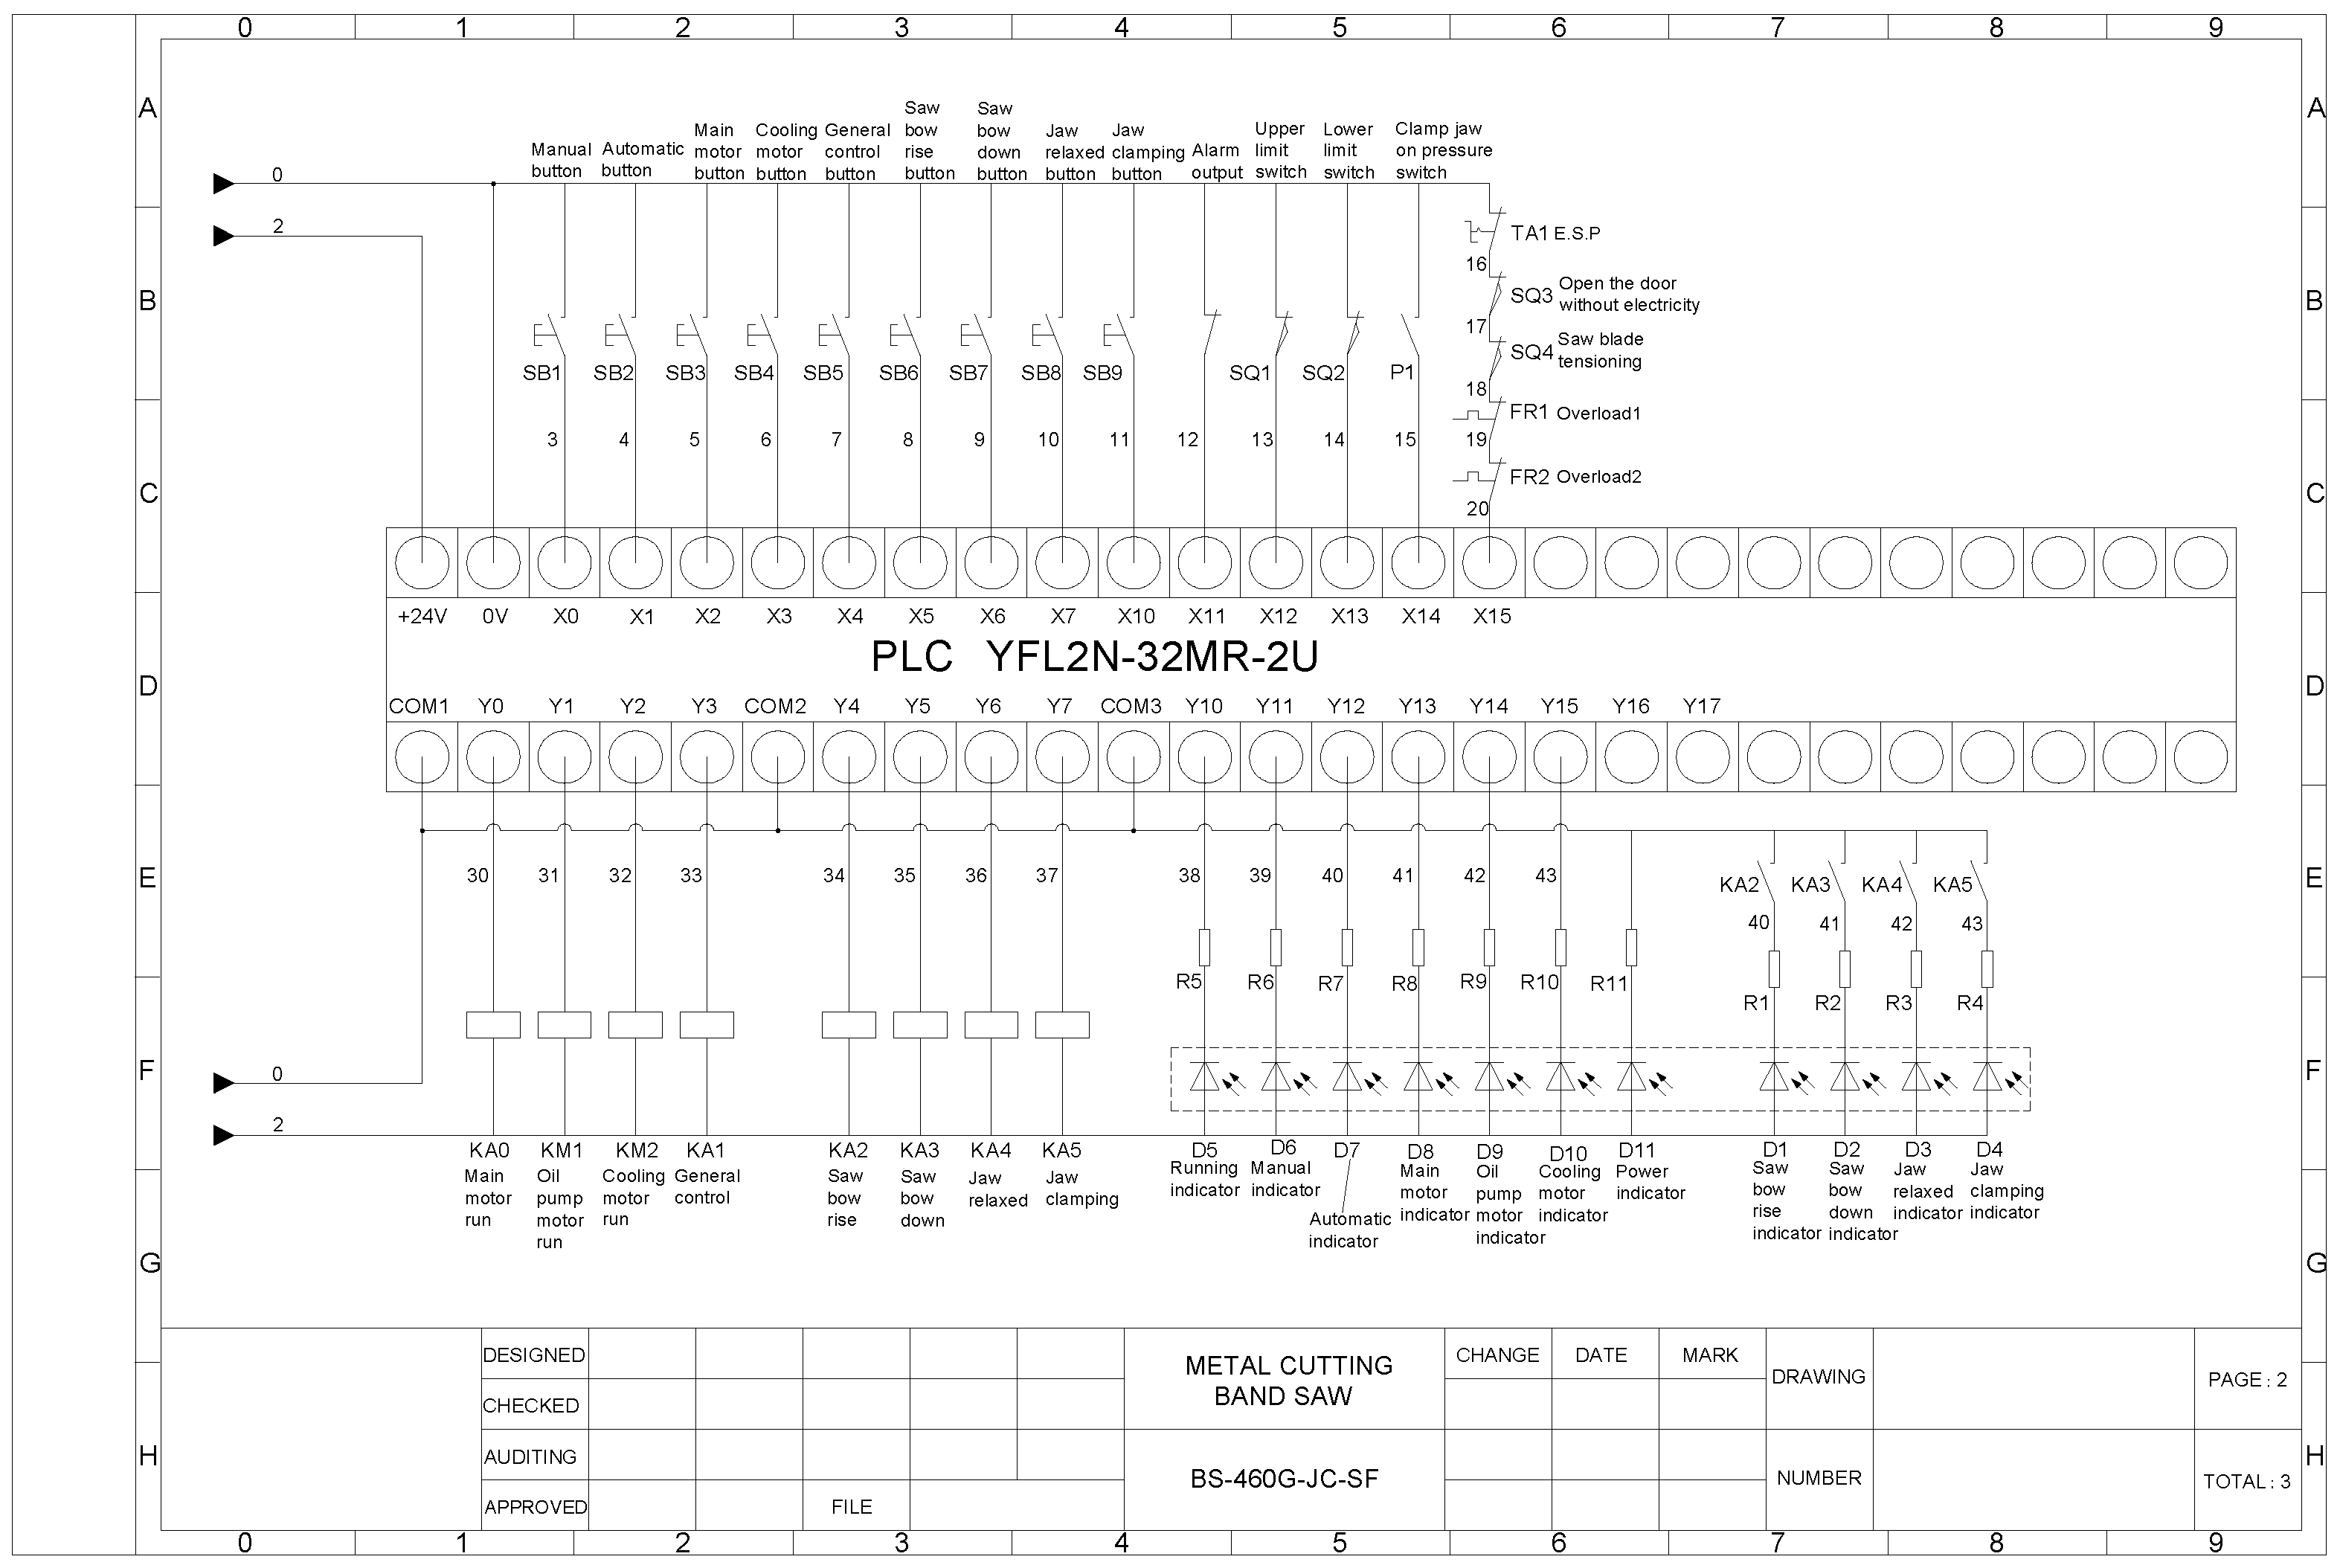 0 1 2 3 4 5 6 7 8 9
A A
B B
C C
D D
E E
F F
G G
H H
0
2
Manual
button
Automatic
button
Main
motor
button
Cooling
motor
button
General
control
button
Saw
bow
rise
button
Saw
bow
down
button
Jaw
relaxed
button
Jaw
clamping
button
Alarm
output
Upper
limit
switch
Lower
limit
switch
Clamp jaw
on pressure
switch
TA1 E.S.P
16
SQ3 Open the door
without electricity
17
SQ4 Saw blade
tensioning
18
FR1 Overload1
19
FR2 Overload2
20
SB1 SB2 SB3 SB4 SB5 SB6 SB7 SB8 SB9 SQ1 SQ2 P1
3 4 5 6 7 8 9 10 11 12 13 14 15
+24V 0V X0 X1 X2 X3 X4 X5 X6 X7 X10 X11 X12 X13 X14 X15
PLC YFL2N-32MR-2U
COM1 Y0 Y1 Y2 Y3 COM2 Y4 Y5 Y6 Y7 COM3 Y10 Y11 Y12 Y13 Y14 Y15 Y16 Y17
30 31 32 33 34 35 36 37 38 39 40 41 42 43
KA2 KA3 KA4 KA5
40 41 42 43
R5 R6 R7 R8 R9 R10 R11
R1 R2 R3 R4
0
2
KA0
Main
motor
run
KM1
Oil
pump
motor
run
KM2
Cooling
motor
run
KA1
General
control
KA2
Saw
bow
rise
KA3
Saw
bow
down
KA4
Jaw
relaxed
KA5
Jaw
clamping
D5
Running
indicator
D6
Manual
indicator
D7
Automatic
indicator
D8
Main
motor
indicator
D9
Oil
pump
motor
indicator
D10
Cooling
motor
indicator
D11
Power
indicator
D1
Saw
bow
rise
indicator
D2
Saw
bow
down
indicator
D3
Jaw
relaxed
indicator
D4
Jaw
clamping
indicator
DESIGNED
CHECKED
AUDITING
APPROVED
FILE
METAL CUTTING
BAND SAW
BS-460G-JC-SF
CHANGE DATE MARK
DRAWING
NUMBER
PAGE : 2
TOTAL : 3
0 1 2 3 4 5 6 7 8 9